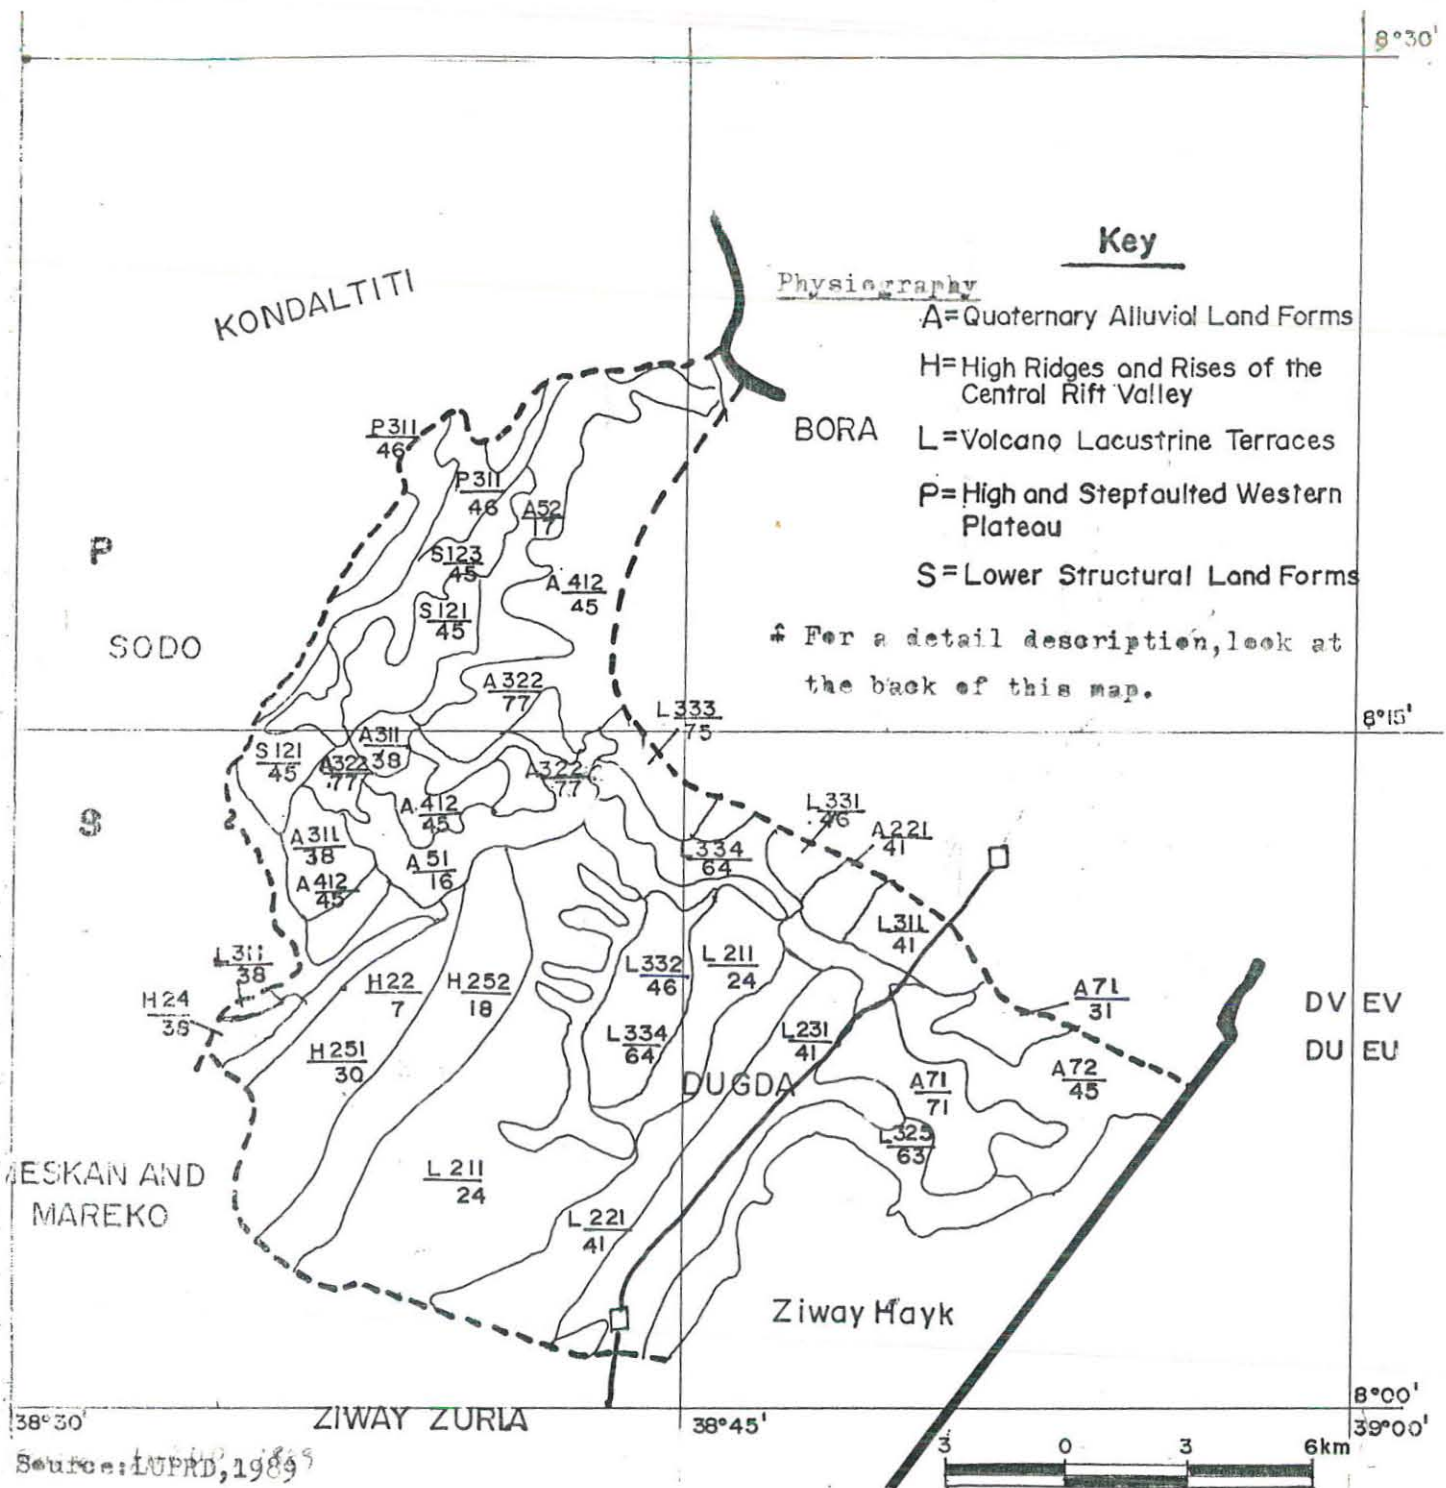 8°30'
Key
Physiography
A=Quaternary Alluvial Land Forms
KONDALTITI
H=High Ridges and Rises of the
Central Rift Valley
BORA
L=Volcano Lacustrine Terraces
P311
46
P311
46
P=High and Stepfaulted Western
Plateau
A52
17
P
S123
45
S=Lower Structural Land Forms
A 412
45
S121
45
SODO
* For a detail description,look at
the back of this map.
A322
77
L333
75
8°15'
A311
38
S121
45
A322
77
A322
77
A.412
45
L331
46
S
A221
41
A311
38
L334
64
A51
16
A412
45
L311
41
L311
38
L332
46
L211
24
H22
7
H252
18
H24
38
A71
31
DV EV
DU EU
L334
64
L231
41
H251
30
DUGDA
A71
71
A72
45
L325
63
MESKAN AND
MAREKO
L211
24
L221
41
Ziway Hayk
8°00'
38°30'
ZIWAY ZURIA
38°45'
39°00'
3 0 3 6km
Source:LUPRD,1989